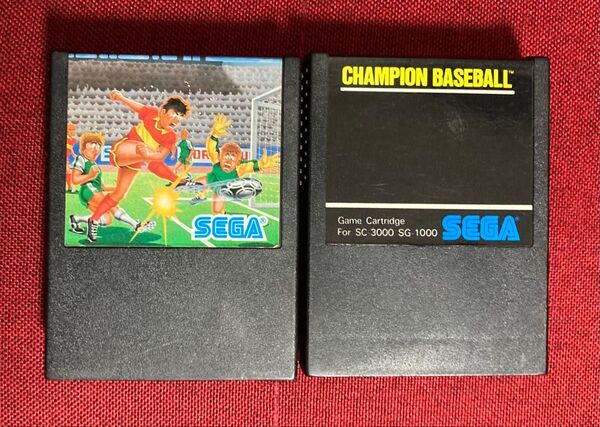 SEGA®
CHAMPION BASEBALL™
Game Cartridge
For SC 3000 SG-1000
SEGA